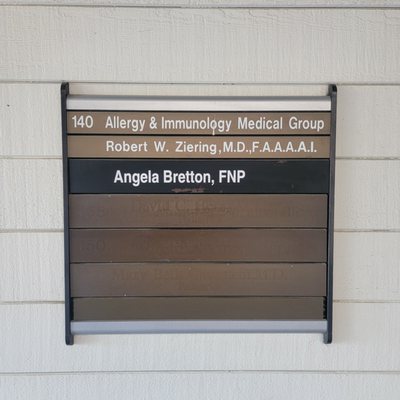 140 Allergy & Immunology Medical Group
Robert W. Ziering, M.D., F.A.A.A.A.I.
Angela Bretton, FNP